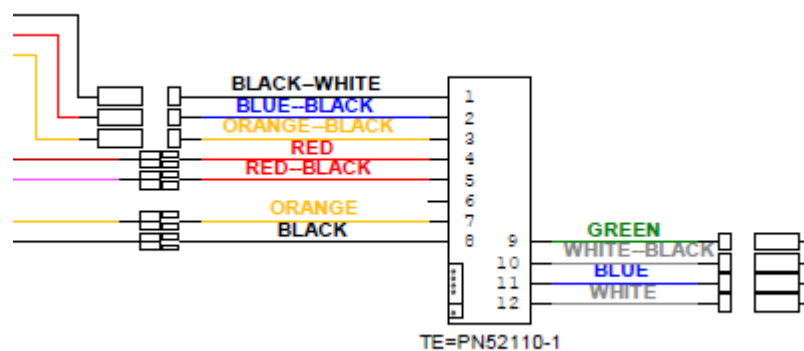 BLACK–WHITE
1
BLUE--BLACK
2
ORANGE--BLACK
3
RED
4
RED--BLACK
5
6
ORANGE
7
BLACK
8
9
GREEN
10
WHITE--BLACK
11
BLUE
12
WHITE
TE=PN52110-1